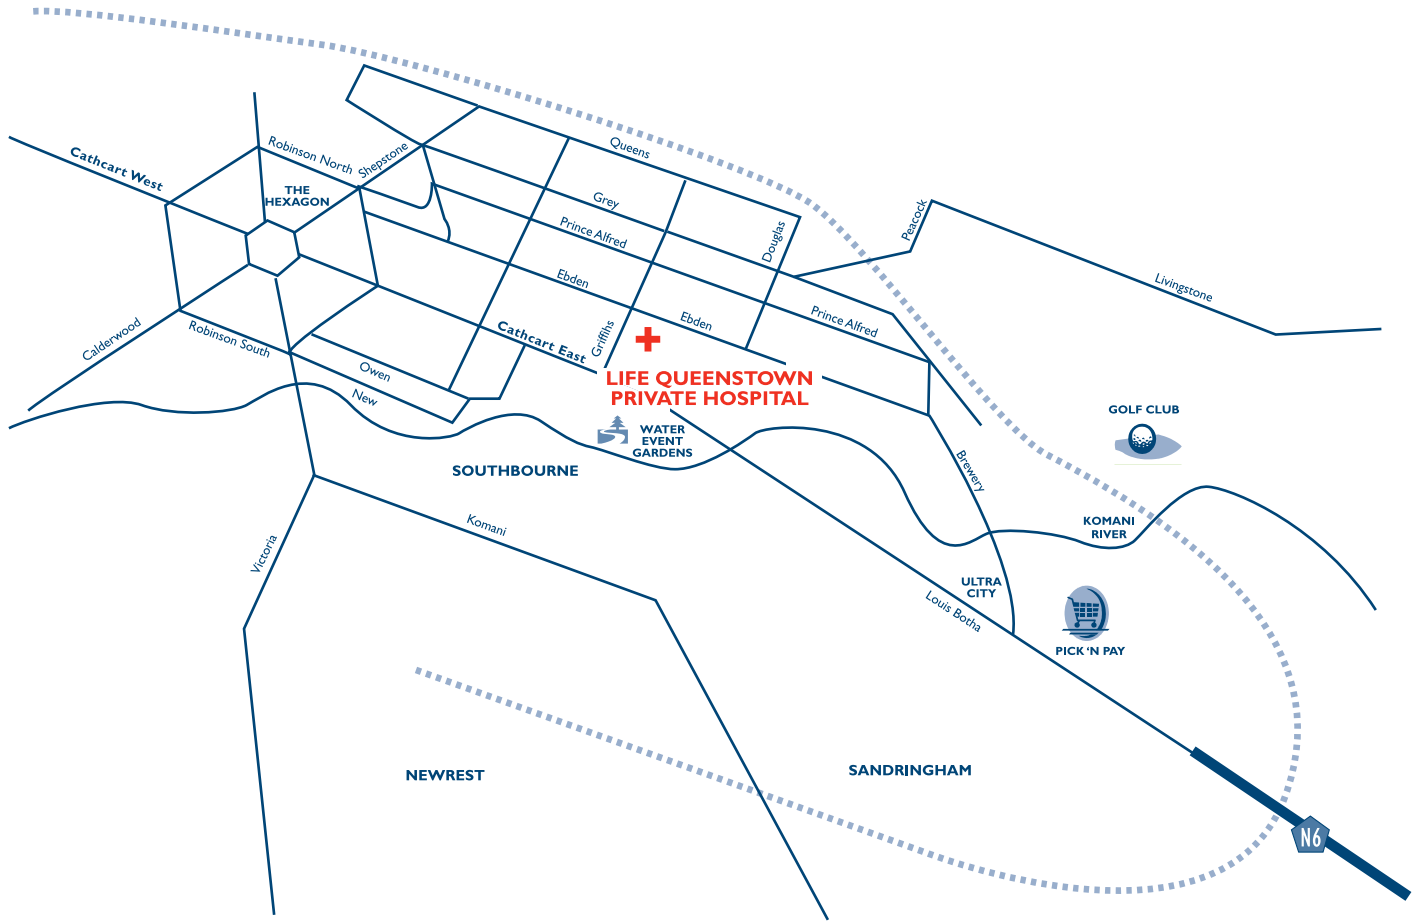 Queens
Robinson North
Shepstone
Cathcart West
THE
HEXAGON
Grey
Peacock
Prince Alfred
Douglas
Ebden
Livingstone
Prince Alfred
Ebden
Calderwood
Robinson South
Cathcart East
Griffihs
Owen
LIFE QUEENSTOWN
PRIVATE HOSPITAL
New
GOLF CLUB
WATER
EVENT
GARDENS
SOUTHBOURNE
Brewery
Komani
KOMANI
RIVER
Victoria
ULTRA
CITY
Louis Botha
PICK ‘N PAY
SANDRINGHAM
NEWREST
N6